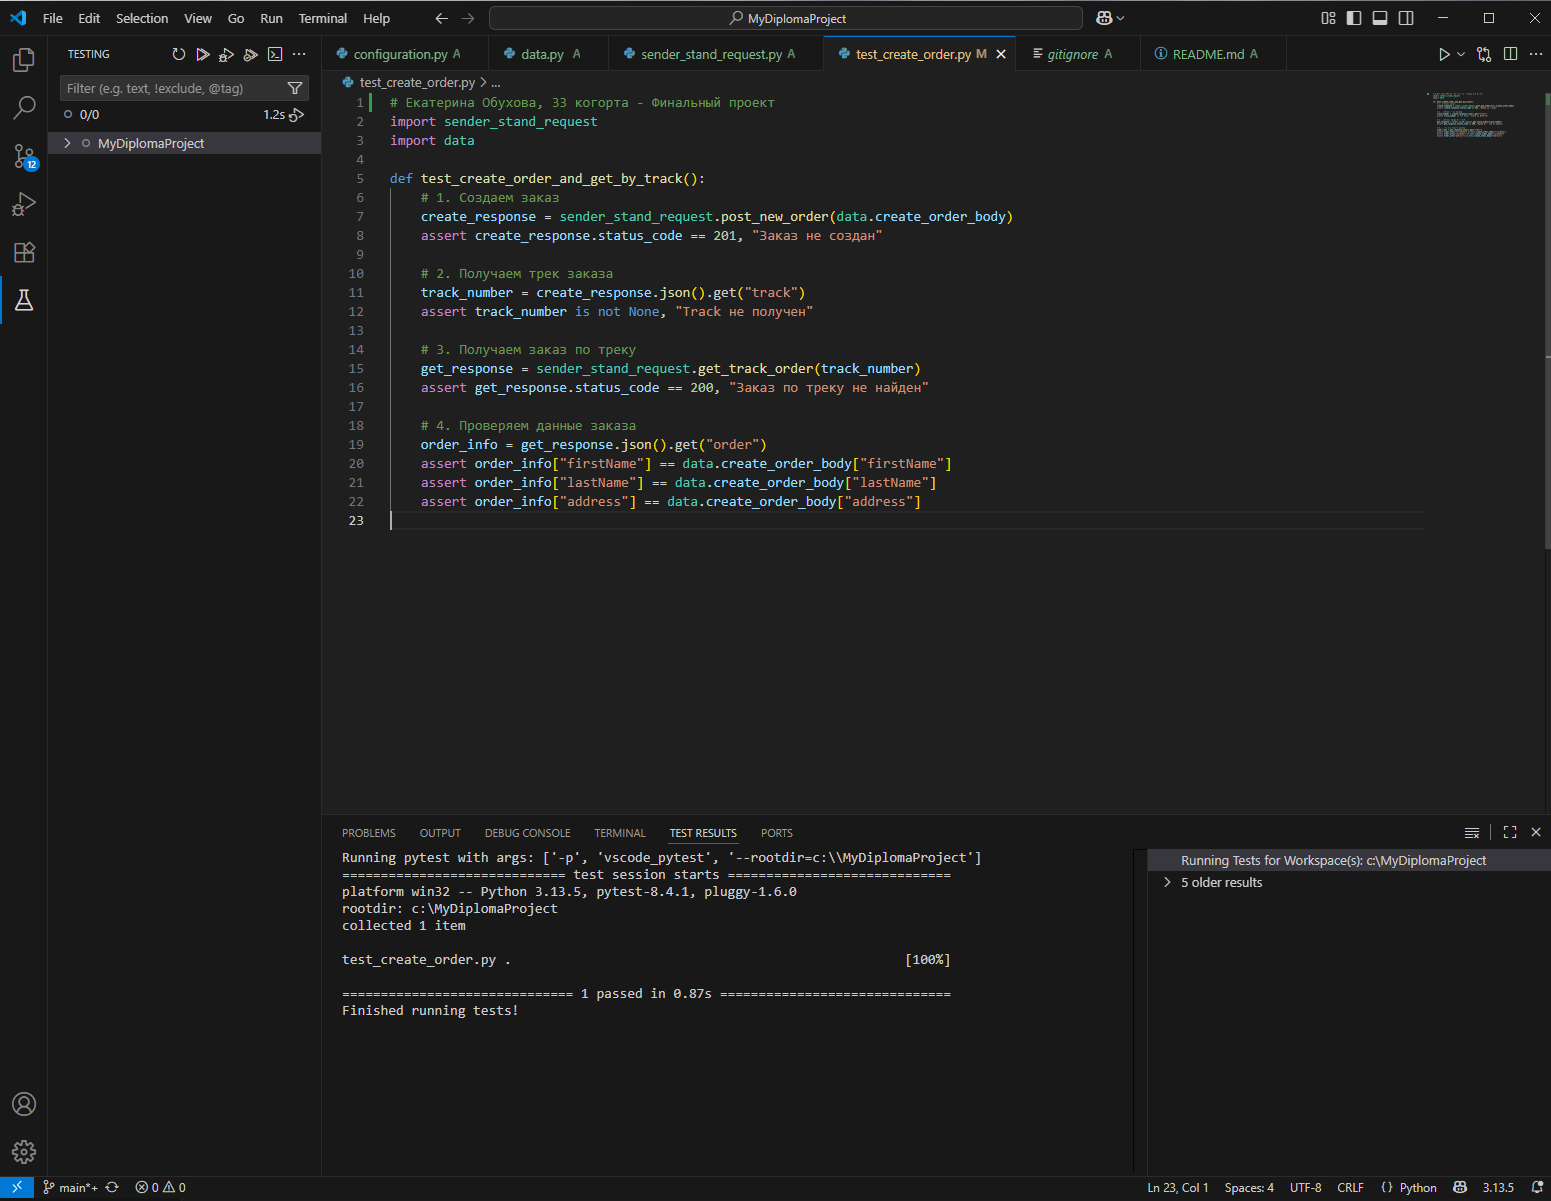 File Edit Selection View Go Run Terminal Help
MyDiplomaProject
TESTING
Filter (e.g. text, !exclude, @tag)
0/0 1.2s
MyDiplomaProject
configuration.py A
data.py A
sender_stand_request.py A
test_create_order.py M
gitignore A
README.md A
test_create_order.py > ...
1 # Екатерина Обухова, 33 когорта - Финальный проект
2 import sender_stand_request
3 import data
4
5 def test_create_order_and_get_by_track():
6     # 1. Создаем заказ
7     create_response = sender_stand_request.post_new_order(data.create_order_body)
8     assert create_response.status_code == 201, "Заказ не создан"
9
10     # 2. Получаем трек заказа
11     track_number = create_response.json().get("track")
12     assert track_number is not None, "Track не получен"
13
14     # 3. Получаем заказ по треку
15     get_response = sender_stand_request.get_track_order(track_number)
16     assert get_response.status_code == 200, "Заказ по треку не найден"
17
18     # 4. Проверяем данные заказа
19     order_info = get_response.json().get("order")
20     assert order_info["firstName"] == data.create_order_body["firstName"]
21     assert order_info["lastName"] == data.create_order_body["lastName"]
22     assert order_info["address"] == data.create_order_body["address"]
23
PROBLEMS OUTPUT DEBUG CONSOLE TERMINAL TEST RESULTS PORTS
Running pytest with args: ['-p', 'vscode_pytest', '--rootdir=c:\\MyDiplomaProject']
============================= test session starts =============================
platform win32 -- Python 3.13.5, pytest-8.4.1, pluggy-1.6.0
rootdir: c:\MyDiplomaProject
collected 1 item
test_create_order.py . [100%]
============================== 1 passed in 0.87s ==============================
Finished running tests!
Running Tests for Workspace(s): c:\MyDiplomaProject
5 older results
12
main*+ 0 0
Ln 23, Col 1 Spaces: 4 UTF-8 CRLF {} Python 3.13.5